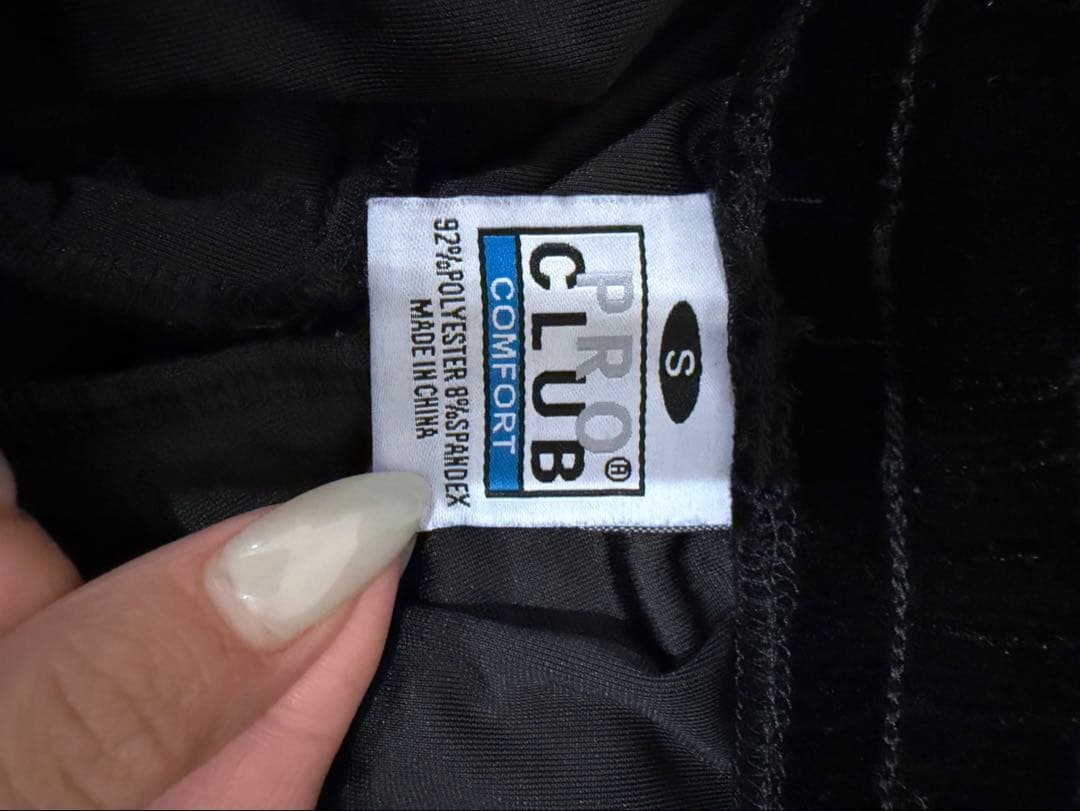 S
PRO®
CLUB
COMFORT
92%POLYESTER 8%SPANDEX
MADE IN CHINA